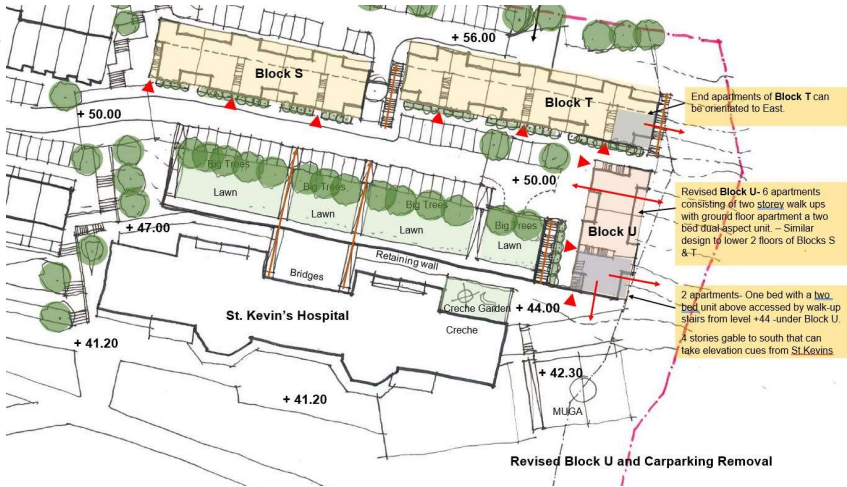 + 56.00
Block S
Block T
End apartments of Block T can
be orientated to East.
+ 50.00
Big Trees
Big Trees
Big Trees
Big Trees
Lawn
Lawn
Lawn
Lawn
+ 50.00
Revised Block U- 6 apartments
consisting of two storey walk ups
with ground floor apartment a two
bed dual aspect unit. – Similar
design to lower 2 floors of Blocks S
& T
Block U
+ 47.00
Retaining wall
Bridges
St. Kevin's Hospital
Creche Garden
Creche
+ 44.00
2 apartments- One bed with a two
bed unit above accessed by walk-up
stairs from level +44 -under Block U.
4 stories gable to south that can
take elevation cues from St.Kevins
+ 41.20
+ 41.20
+ 42.30
MUGA
Revised Block U and Carparking Removal